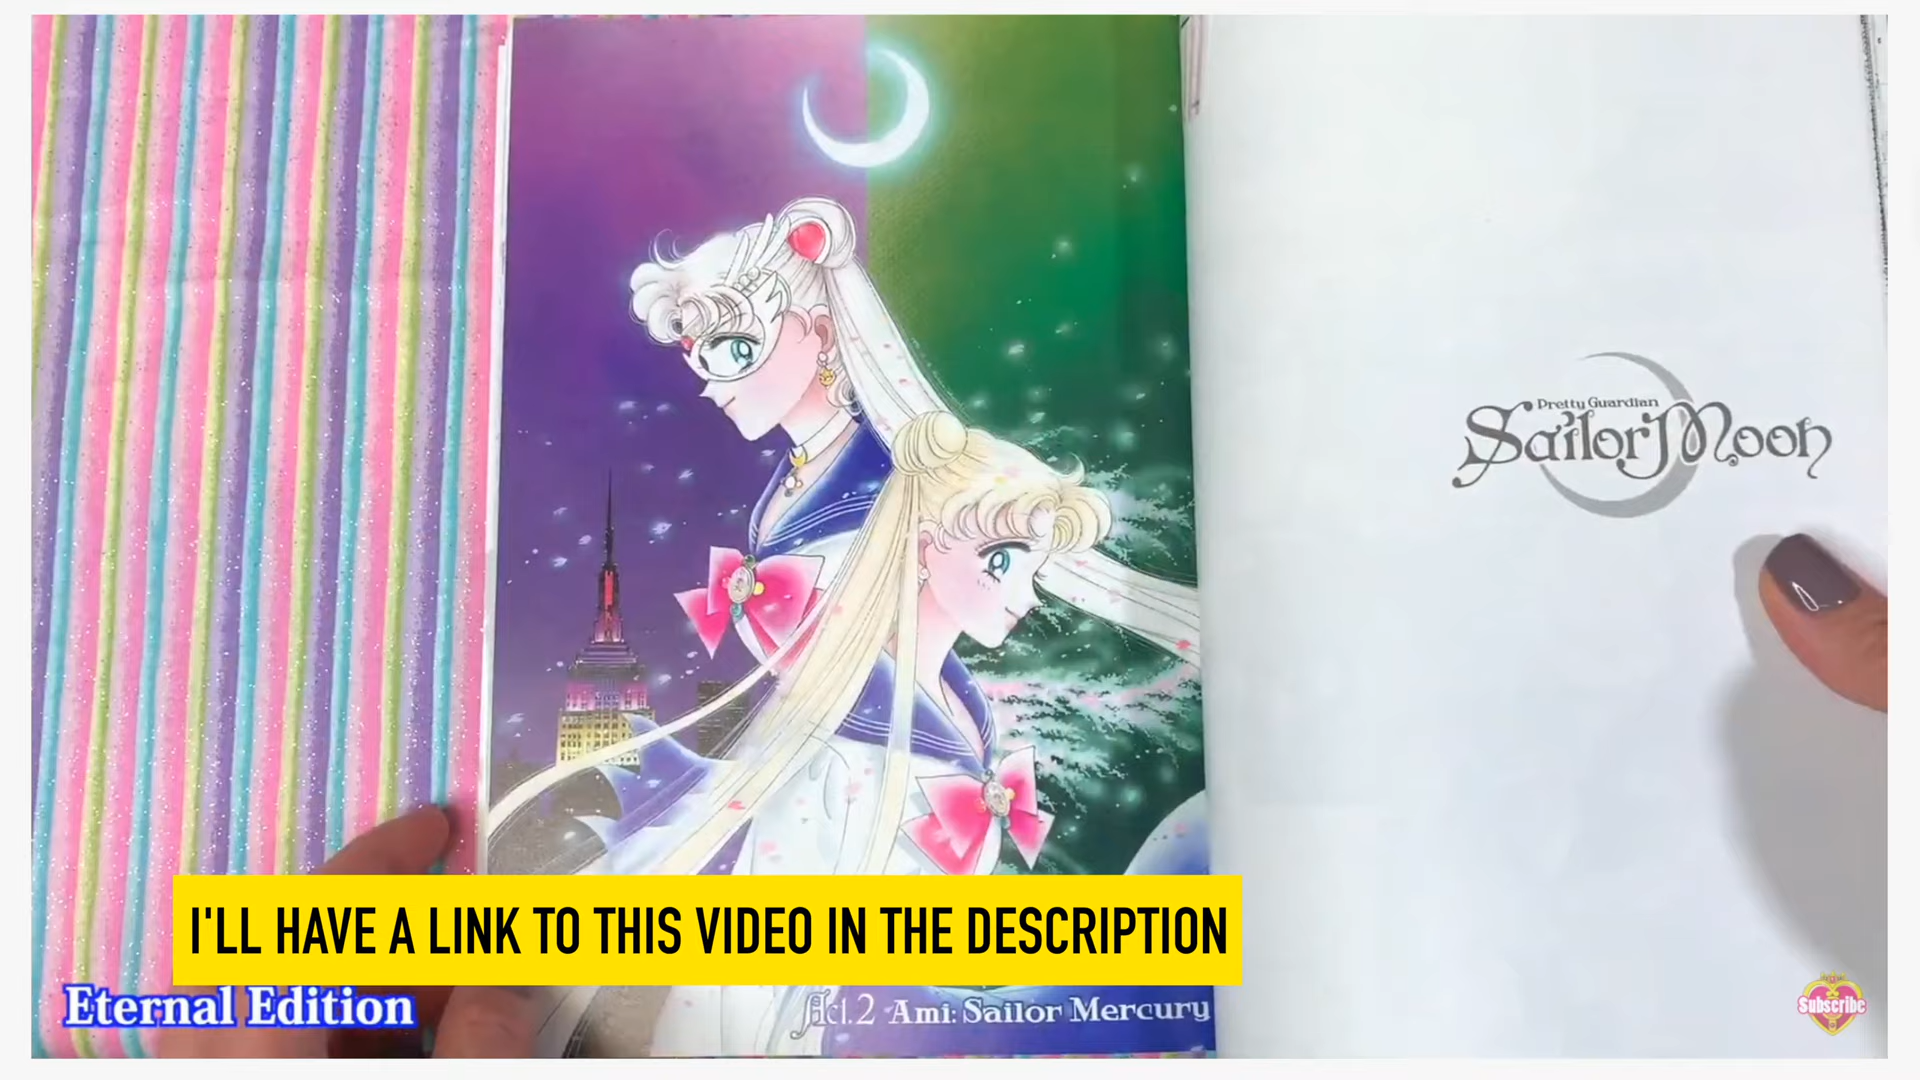 Pretty Guardian
Sailor Moon
I'LL HAVE A LINK TO THIS VIDEO IN THE DESCRIPTION
Eternal Edition
Act.2 Ami: Sailor Mercury
Subscribe